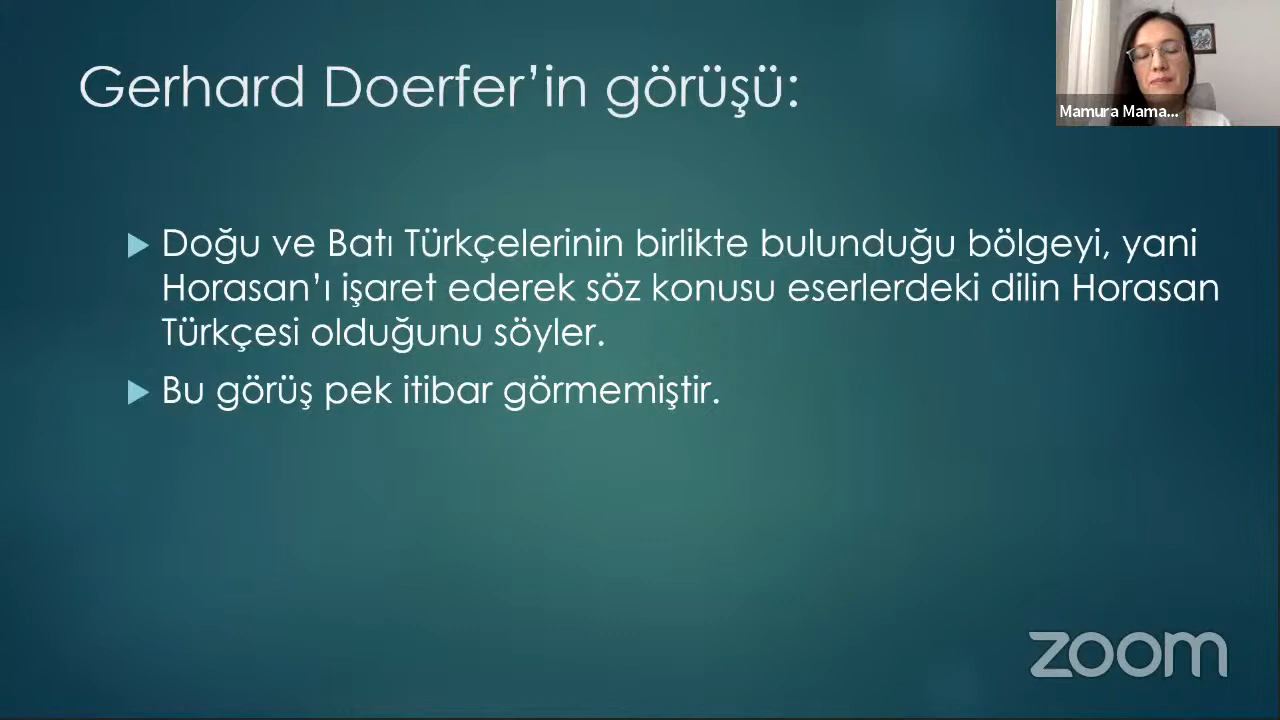 Gerhard Doerfer’in görüşü:
Mamura Mama...
Doğu ve Batı Türkçelerinin birlikte bulunduğu bölgeyi, yani
Horasan’ı işaret ederek söz konusu eserlerdeki dilin Horasan
Türkçesi olduğunu söyler.
Bu görüş pek itibar görmemiştir.
zoom